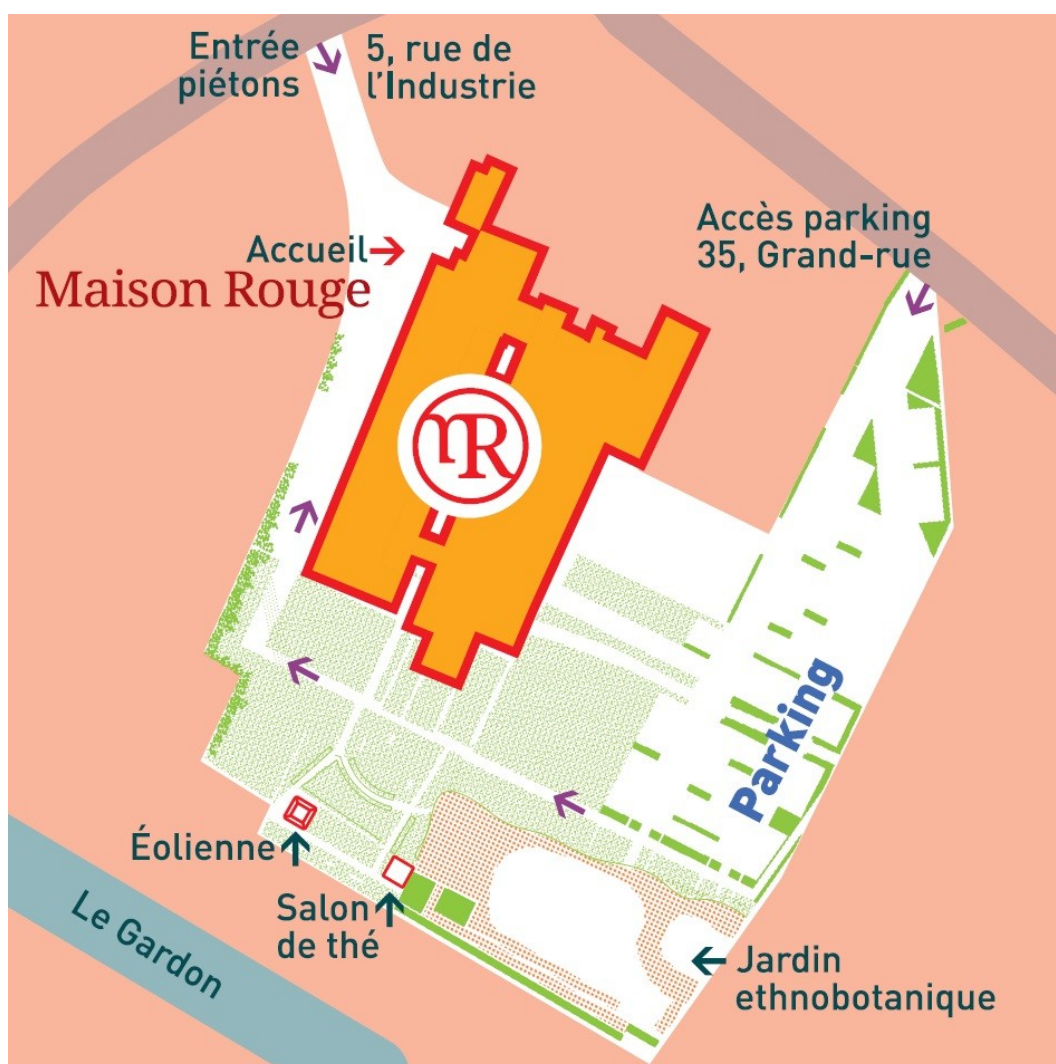 Entrée
piétons
5, rue de
l'Industrie
Accueil
Maison Rouge
Accès parking
35, Grand-rue
mR
Parking
Éolienne
Salon
de thé
Le Gardon
Jardin
ethnobotanique